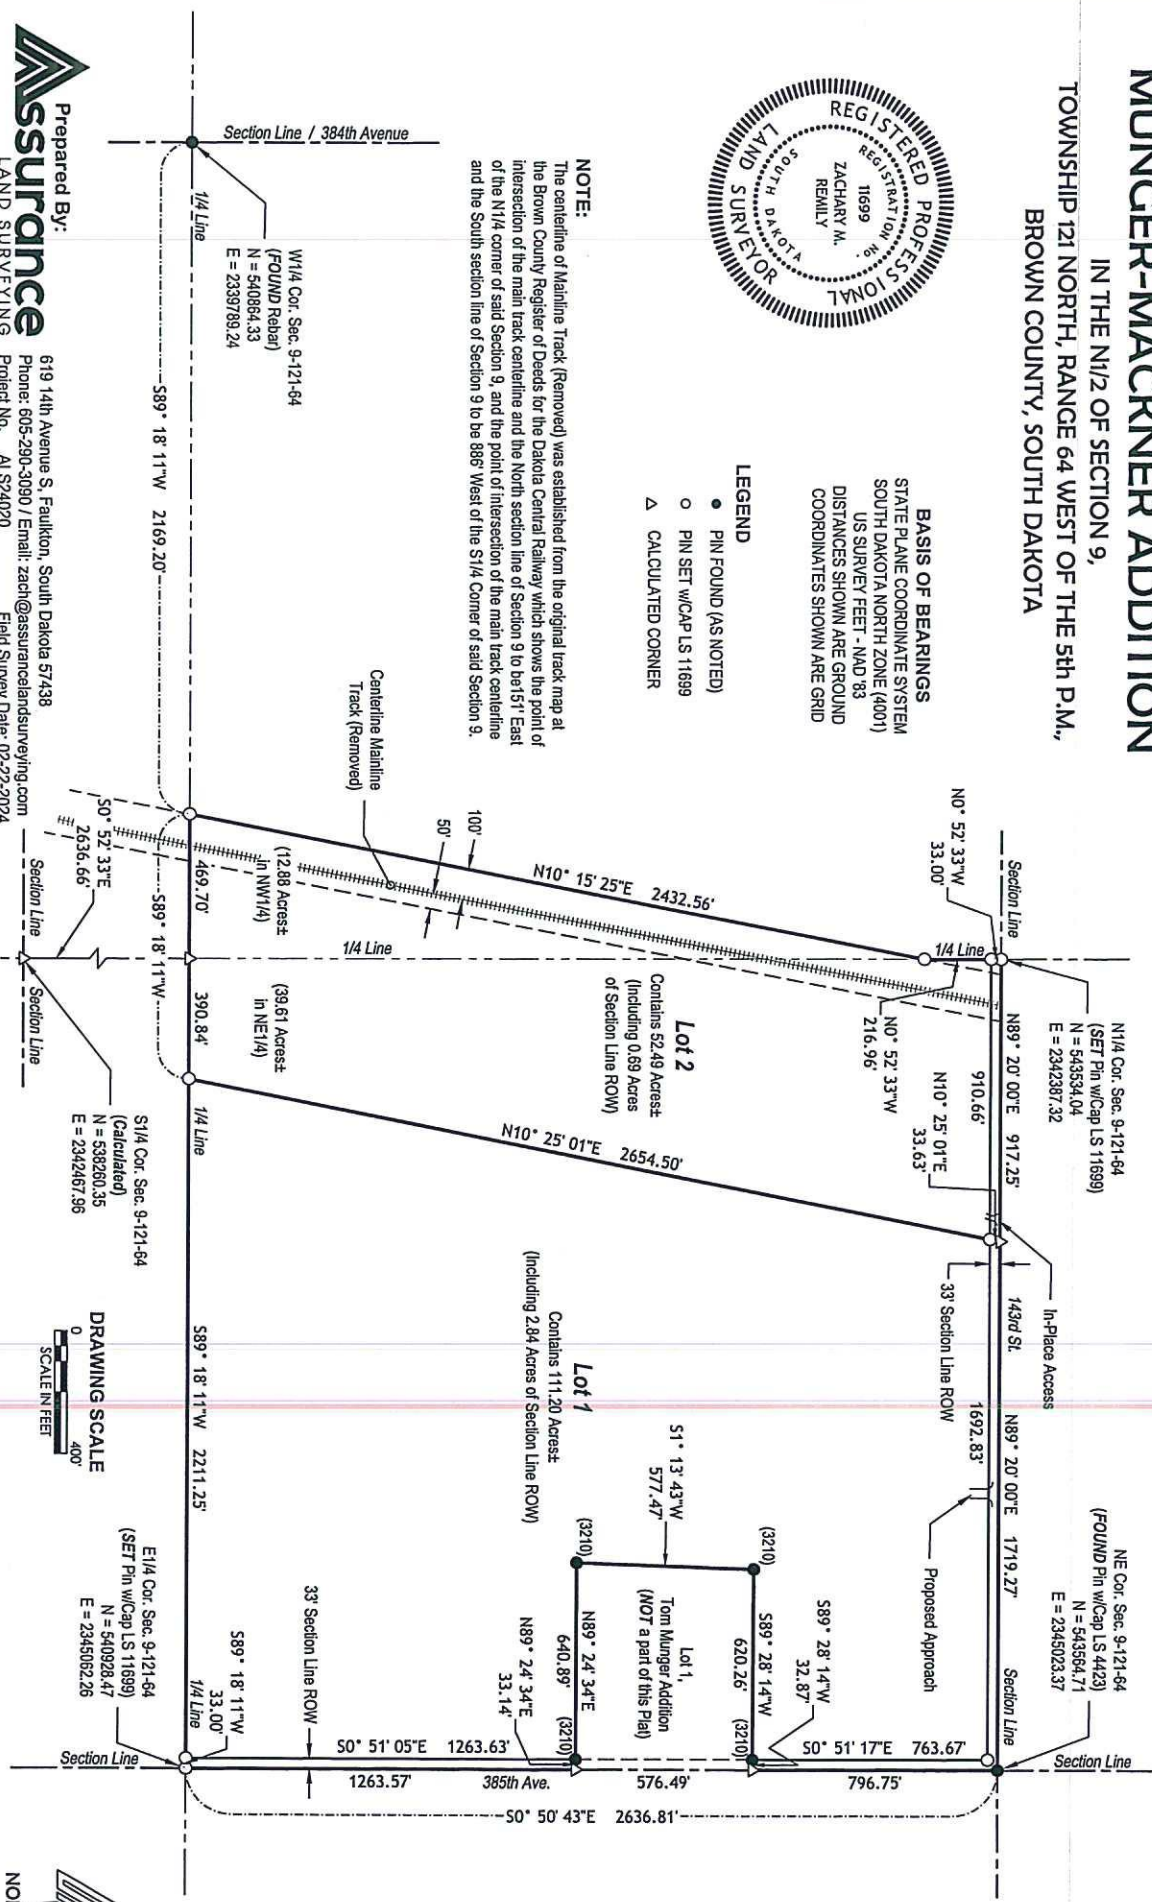 MUNGER-MACKNER ADDITION
IN THE N1/2 OF SECTION 9,
TOWNSHIP 121 NORTH, RANGE 64 WEST OF THE 5th P.M.,
BROWN COUNTY, SOUTH DAKOTA
REGISTERED PROFESSIONAL
LAND SURVEYOR
REGISTRATION No.
11699
ZACHARY M.
REMILY
SOUTH DAKOTA
BASIS OF BEARINGS
STATE PLANE COORDINATE SYSTEM
SOUTH DAKOTA NORTH ZONE (4001)
US SURVEY FEET - NAD '83
DISTANCES SHOWN ARE GROUND
COORDINATES SHOWN ARE GRID
LEGEND
PIN FOUND (AS NOTED)
PIN SET w/CAP LS 11699
CALCULATED CORNER
NOTE:
The centerline of Mainline Track (Removed) was established from the original track map at
the Brown County Register of Deeds for the Dakota Central Railway which shows the point of
intersection of the main track centerline and the North section line of Section 9 to be151' East
of the N1/4 corner of said Section 9, and the point of intersection of the main track centerline
and the South section line of Section 9 to be 886' West of the S1/4 Corner of said Section 9.
N1/4 Cor. Sec. 9-121-64
(SET Pin w/Cap LS 11699)
N = 543534.04
E = 2342387.32
NE Cor. Sec. 9-121-64
(FOUND Pin w/Cap LS 4423)
N = 543564.71
E = 2345023.37
Section Line
N89° 20' 00"E 917.25'
910.66'
In-Place Access
143rd St.
33' Section Line ROW
N89° 20' 00"E 1719.27'
1692.83'
Proposed Approach
Section Line
Section Line
N0° 52' 33"W
33.00'
1/4 Line
N0° 52' 33"W
216.96'
N10° 25' 01"E
33.63'
N10° 15' 25"E 2432.56'
100'
50'
Centerline Mainline
Track (Removed)
1/4 Line
Lot 2
Contains 52.49 Acres±
(Including 0.69 Acres
of Section Line ROW)
N10° 25' 01"E 2654.50'
Lot 1
Contains 111.20 Acres±
(Including 2.84 Acres of Section Line ROW)
S1° 13' 43"W
577.47'
(3210)
(3210)
(3210)
(3210)
S89° 28' 14"W
620.26'
S89° 28' 14"W
32.87'
Lot 1,
Tom Munger Addition
(NOT a part of this Plat)
N89° 24' 34"E
640.89'
N89° 24' 34"E
33.14'
S0° 51' 17"E 763.67'
796.75'
576.49'
385th Ave.
S0° 51' 05"E 1263.63'
1263.57'
S0° 50' 43"E 2636.81'
33' Section Line ROW
Section Line
Section Line / 384th Avenue
1/4 Line
W1/4 Cor. Sec. 9-121-64
(FOUND Rebar)
N = 540864.33
E = 2339789.24
S89° 18' 11"W 2169.20'
(12.88 Acres±
in NW1/4)
(39.61 Acres±
in NE1/4)
469.70'
390.84'
S89° 18' 11"W
1/4 Line
S89° 18' 11"W 2211.25'
S89° 18' 11"W
33.00'
1/4 Line
E1/4 Cor. Sec. 9-121-64
(SET Pin w/Cap LS 11699)
N = 540928.47
E = 2345062.26
S0° 52' 33"E
2636.66'
Section Line
Section Line
S1/4 Cor. Sec. 9-121-64
(Calculated)
N = 538260.35
E = 2342467.96
DRAWING SCALE
0 400'
SCALE IN FEET
Prepared By:
Assurance
LAND SURVEYING
619 14th Avenue S, Faulkton, South Dakota 57438
Phone: 605-290-3090 / Email: zach@assurancelandsurveying.com
Project No. ALS24020 Field Survey Date: 02-22-2024